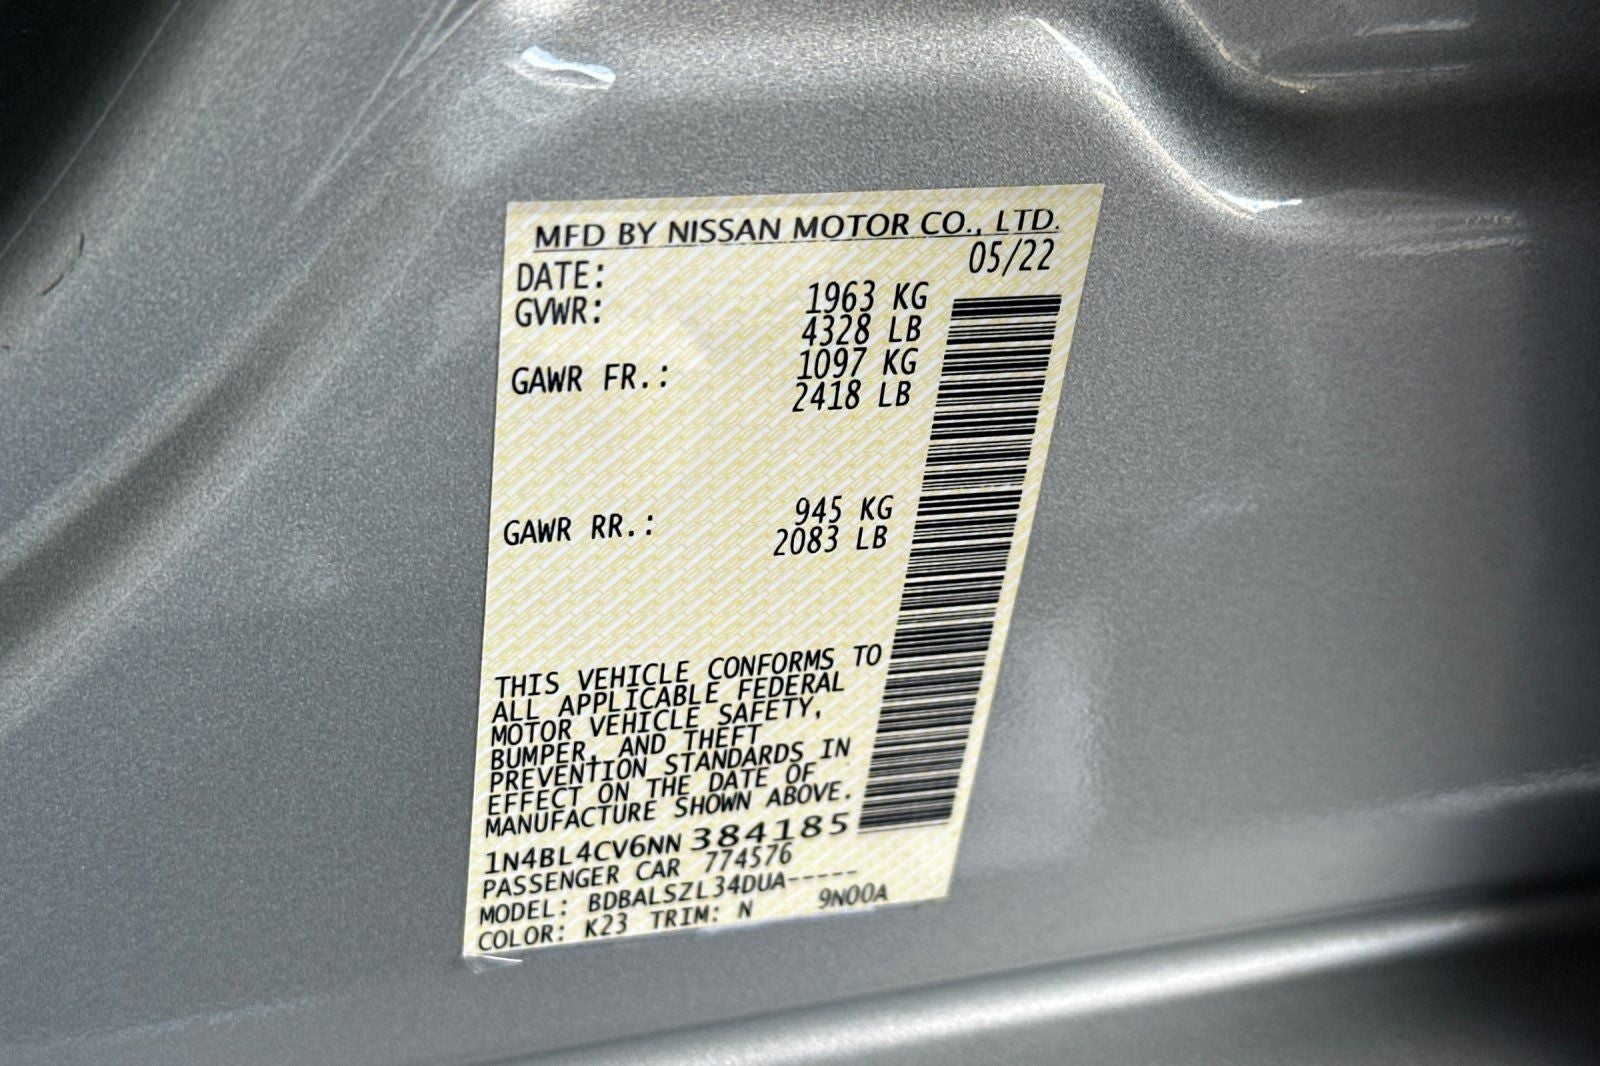 MFD BY NISSAN MOTOR CO., LTD.
DATE: 05/22
GVWR: 1963 KG
4328 LB
GAWR FR.: 1097 KG
2418 LB
GAWR RR.: 945 KG
2083 LB
THIS VEHICLE CONFORMS TO
ALL APPLICABLE FEDERAL
MOTOR VEHICLE SAFETY,
BUMPER, AND THEFT
PREVENTION STANDARDS IN
EFFECT ON THE DATE OF
MANUFACTURE SHOWN ABOVE.
1N4BL4CV6NN384185
PASSENGER CAR 774576
MODEL: BDBALSZL34DUA-----
COLOR: K23 TRIM: N 9N00A